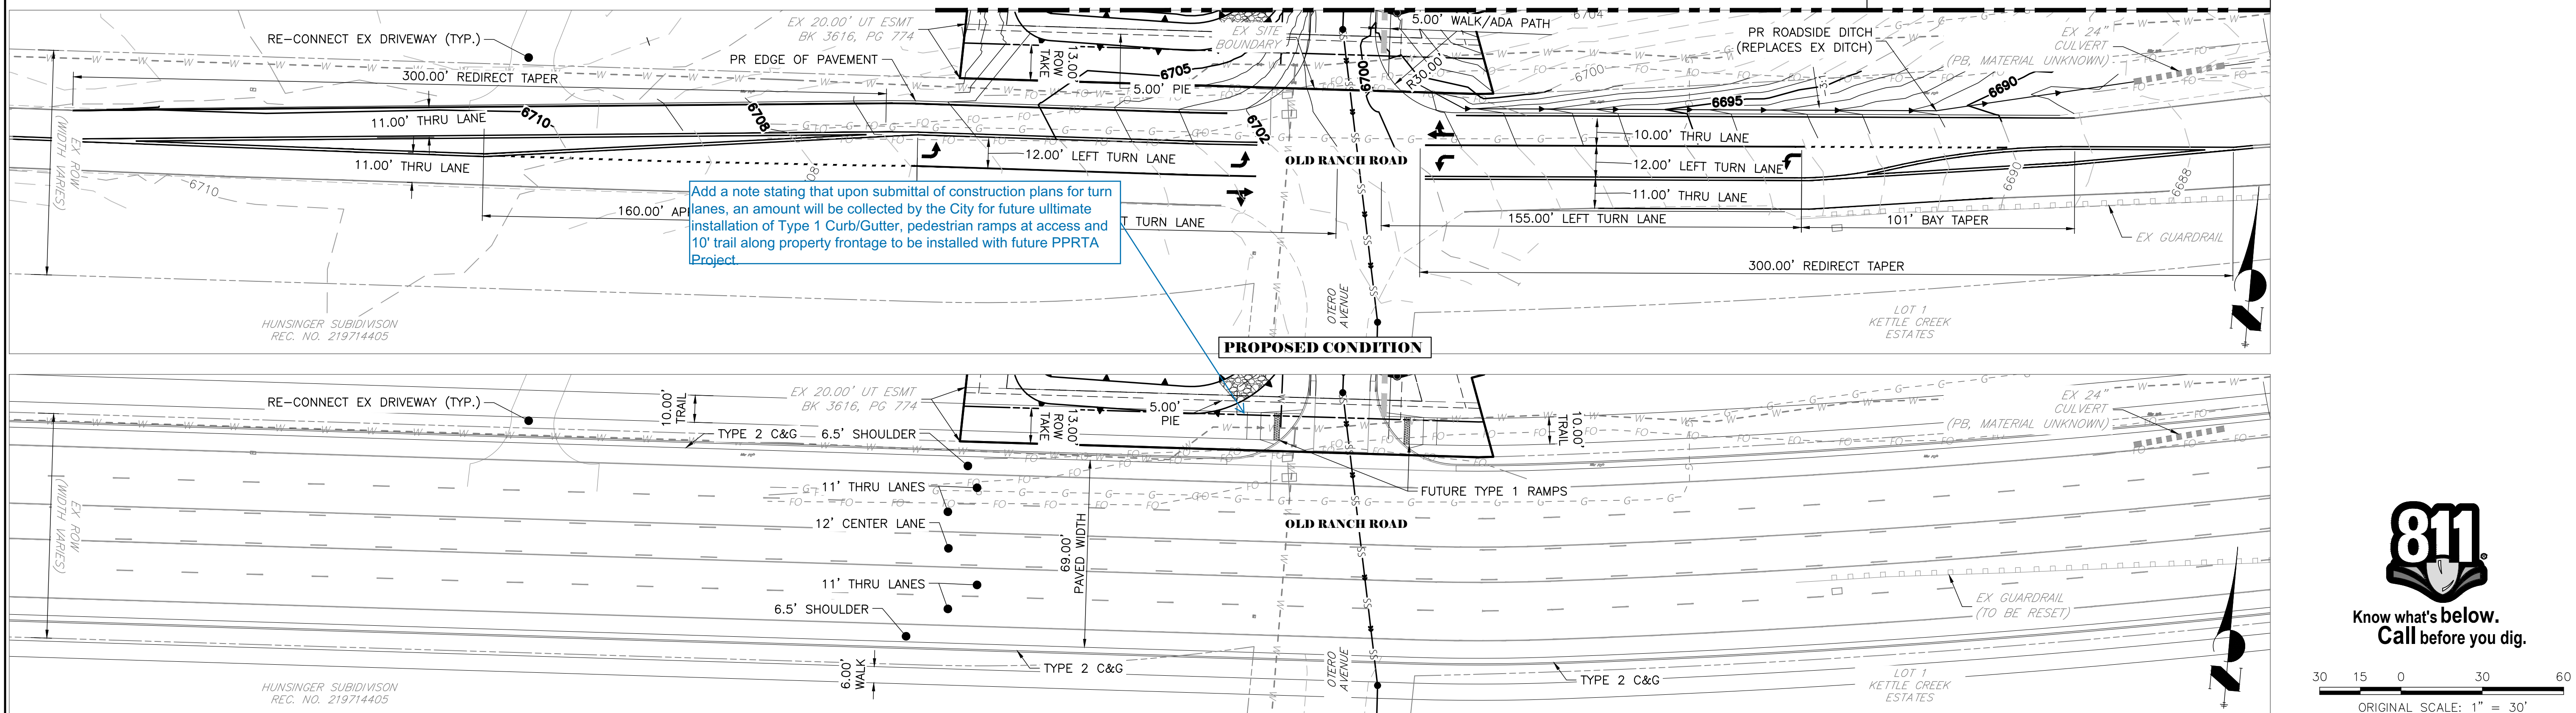 EX 20.00' UT ESMT
BK 3616, PG 774
RE-CONNECT EX DRIVEWAY (TYP.)
PR EDGE OF PAVEMENT
300.00' REDIRECT TAPER
13.00'
ROW
TAKE
EX SITE
BOUNDARY
5.00' WALK/ADA PATH
6704
PR ROADSIDE DITCH
(REPLACES EX DITCH)
EX 24"
CULVERT
(PB, MATERIAL UNKNOWN)
6705
5.00' PIE
6700
R30.00'
6700
3:1
6695
6690
EX ROW
(WIDTH VARIES)
11.00' THRU LANE
6710
6708
6702
11.00' THRU LANE
12.00' LEFT TURN LANE
OLD RANCH ROAD
10.00' THRU LANE
12.00' LEFT TURN LANE
11.00' THRU LANE
6690
6688
6710
Add a note stating that upon submittal of construction plans for turn
lanes, an amount will be collected by the City for future ulltimate
installation of Type 1 Curb/Gutter, pedestrian ramps at access and
10' trail along property frontage to be installed with future PPRTA
Project.
160.00' AP
T TURN LANE
155.00' LEFT TURN LANE
101' BAY TAPER
EX GUARDRAIL
300.00' REDIRECT TAPER
OTERO
AVENUE
HUNSINGER SUBIDIVISON
REC. NO. 219714405
LOT 1
KETTLE CREEK
ESTATES
N
PROPOSED CONDITION
RE-CONNECT EX DRIVEWAY (TYP.)
10.00'
TRAIL
EX 20.00' UT ESMT
BK 3616, PG 774
TYPE 2 C&G
6.5' SHOULDER
13.00'
ROW
TAKE
5.00'
PIE
10.00'
TRAIL
EX 24"
CULVERT
(PB, MATERIAL UNKNOWN)
EX ROW
(WIDTH VARIES)
11' THRU LANES
FUTURE TYPE 1 RAMPS
12' CENTER LANE
OLD RANCH ROAD
69.00'
PAVED WIDTH
11' THRU LANES
6.5' SHOULDER
EX GUARDRAIL
(TO BE RESET)
6.00'
WALK
TYPE 2 C&G
TYPE 2 C&G
OTERO
AVENUE
HUNSINGER SUBIDIVISON
REC. NO. 219714405
LOT 1
KETTLE CREEK
ESTATES
N
811
Know what's below.
Call before you dig.
30 15 0 30 60
ORIGINAL SCALE: 1" = 30'